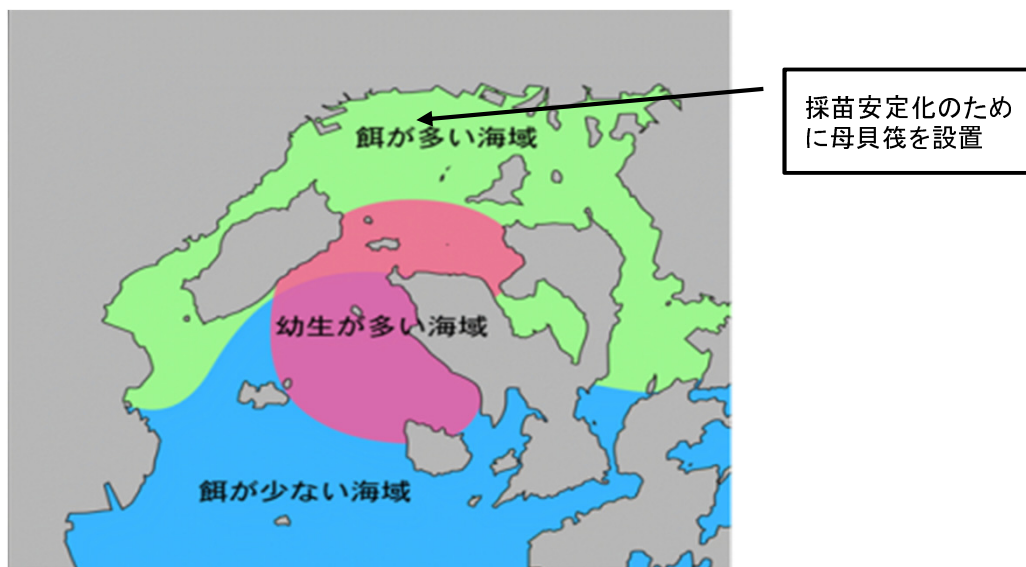 採苗安定化のため
に母貝筏を設置
餌が多い海域
幼生が多い海域
餌が少ない海域